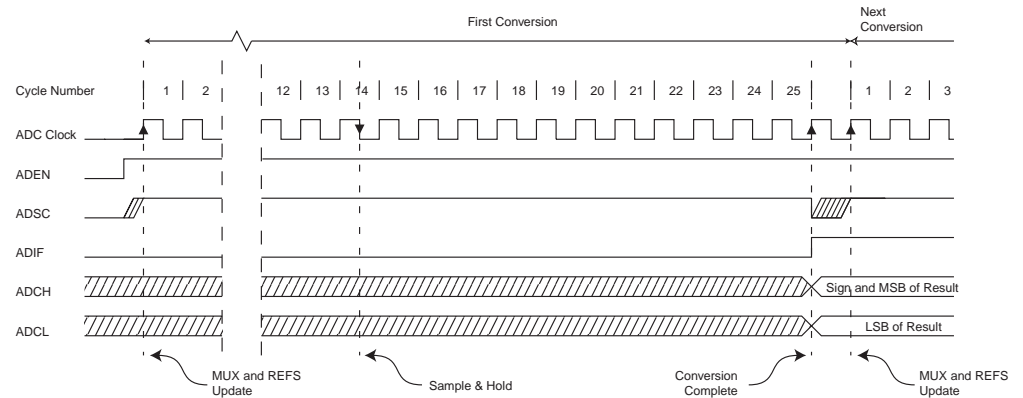 First Conversion
Next
Conversion
Cycle Number 1 2 12 13 14 15 16 17 18 19 20 21 22 23 24 25 1 2 3
ADC Clock
ADEN
ADSC
ADIF
ADCH Sign and MSB of Result
ADCL LSB of Result
MUX and REFS
Update
Sample & Hold
Conversion
Complete
MUX and REFS
Update